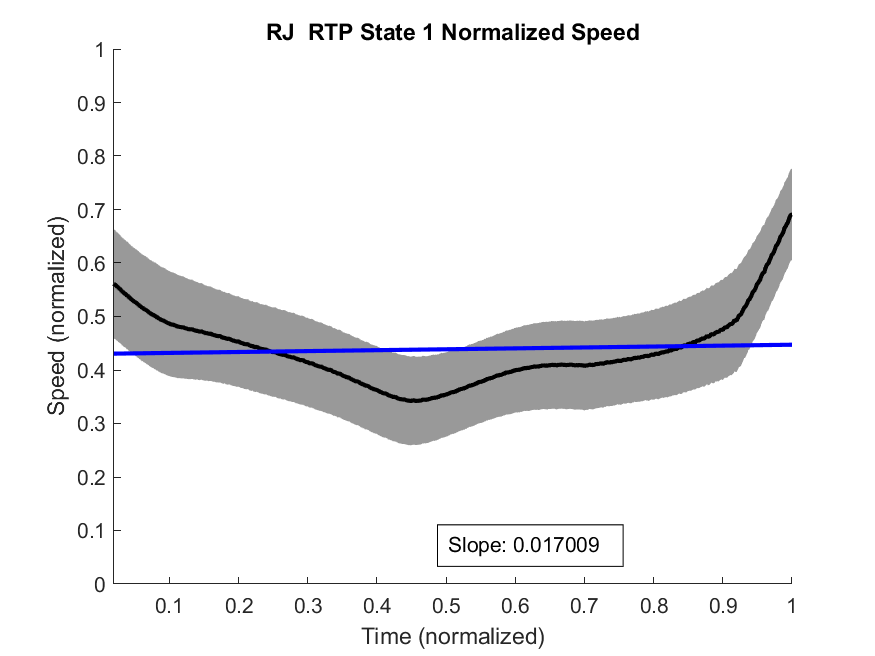 RJ  RTP State 1 Normalized Speed
1
0.9
0.8
0.7
0.6
0.5
0.4
0.3
0.2
0.1
0
Speed (normalized)
Slope: 0.017009
0.1 0.2 0.3 0.4 0.5 0.6 0.7 0.8 0.9 1
Time (normalized)